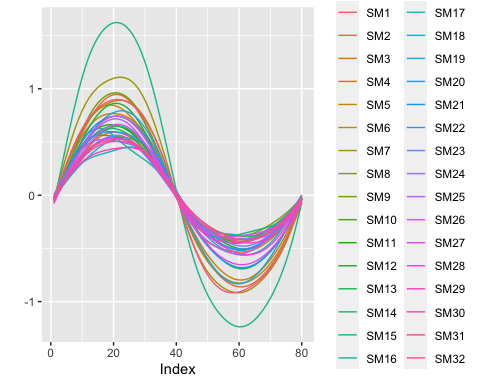 1
0
-1
0 20 40 60 80
Index
SM1 SM17
SM2 SM18
SM3 SM19
SM4 SM20
SM5 SM21
SM6 SM22
SM7 SM23
SM8 SM24
SM9 SM25
SM10 SM26
SM11 SM27
SM12 SM28
SM13 SM29
SM14 SM30
SM15 SM31
SM16 SM32